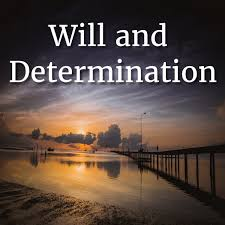 Will and
Determination